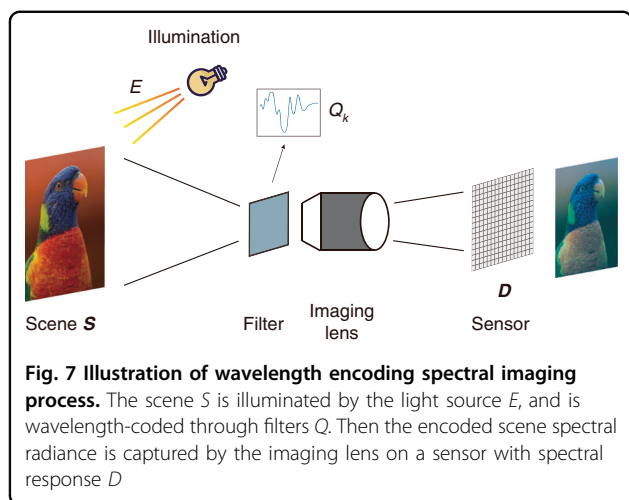 Illumination
E
Q_k
Scene S
Filter
Imaging
lens
D
Sensor
Fig. 7 Illustration of wavelength encoding spectral imaging
process. The scene S is illuminated by the light source E, and is
wavelength-coded through filters Q. Then the encoded scene spectral
radiance is captured by the imaging lens on a sensor with spectral
response D